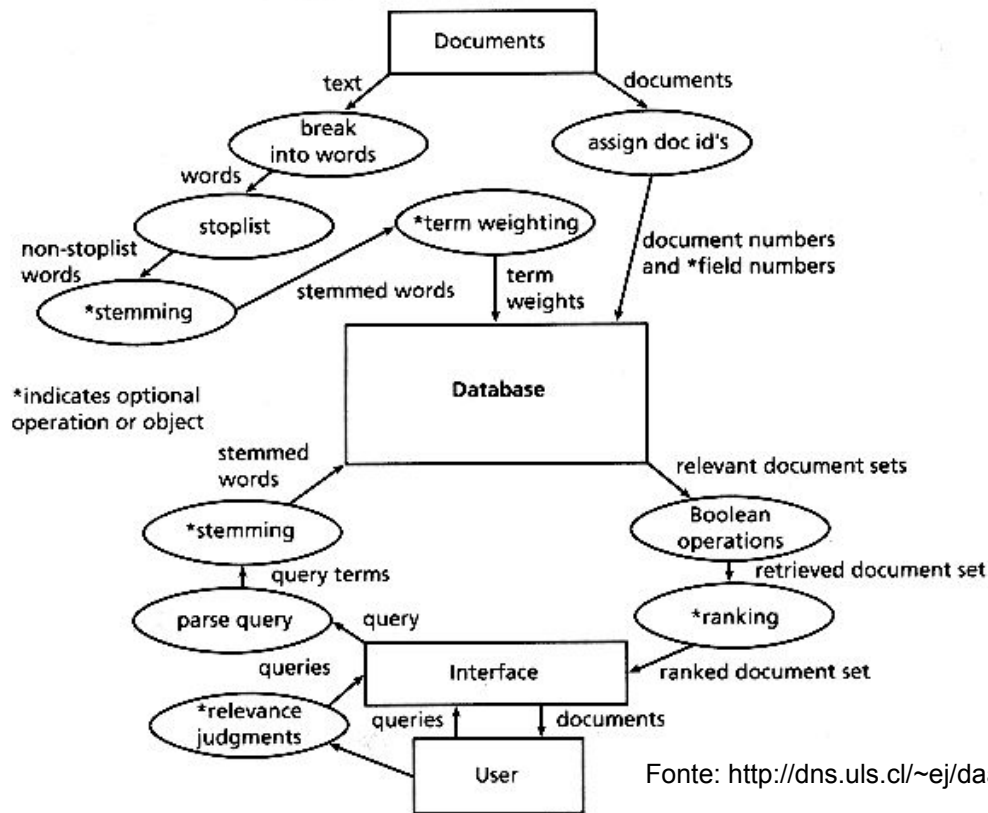 Documents
text
documents
break
into words
assign doc id's
words
stoplist
*term weighting
non-stoplist
words
document numbers
and *field numbers
*stemming
stemmed words
term
weights
Database
*indicates optional
operation or object
stemmed
words
relevant document sets
*stemming
Boolean
operations
query terms
retrieved document set
parse query
query
*ranking
queries
Interface
ranked document set
*relevance
judgments
queries
documents
User
Fonte: http://dns.uls.cl/~ej/daa